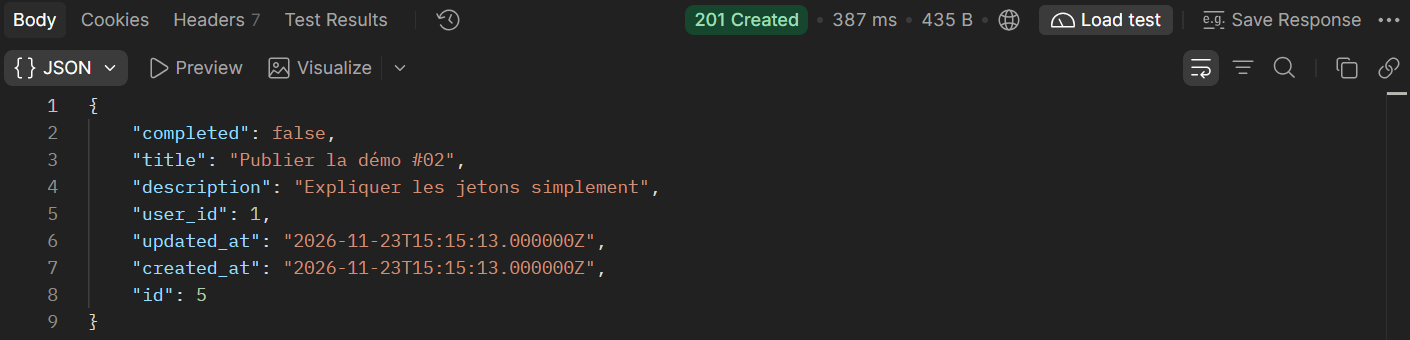 Body Cookies Headers 7 Test Results 201 Created • 387 ms • 435 B • Load test e.g. Save Response •••
{ } JSON Preview Visualize
1 {
2 "completed": false,
3 "title": "Publier la démo #02",
4 "description": "Expliquer les jetons simplement",
5 "user_id": 1,
6 "updated_at": "2026-11-23T15:15:13.000000Z",
7 "created_at": "2026-11-23T15:15:13.000000Z",
8 "id": 5
9 }